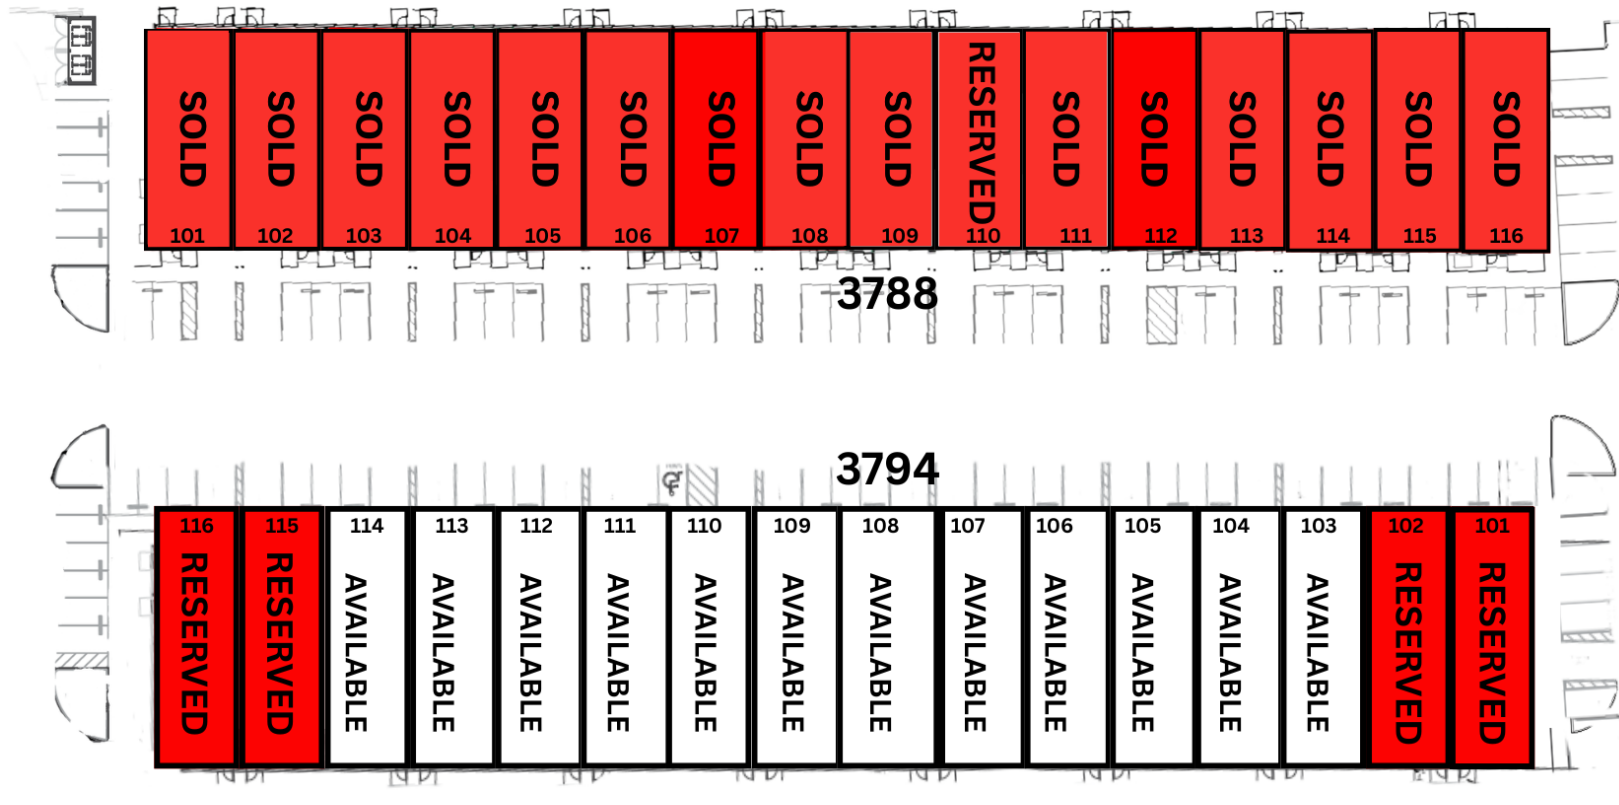 SOLD SOLD SOLD SOLD SOLD SOLD SOLD SOLD SOLD RESERVED SOLD SOLD SOLD SOLD SOLD SOLD
101 102 103 104 105 106 107 108 109 110 111 112 113 114 115 116
3788
3794
116 115 114 113 112 111 110 109 108 107 106 105 104 103 102 101
RESERVED RESERVED AVAILABLE AVAILABLE AVAILABLE AVAILABLE AVAILABLE AVAILABLE AVAILABLE AVAILABLE AVAILABLE AVAILABLE AVAILABLE AVAILABLE RESERVED RESERVED